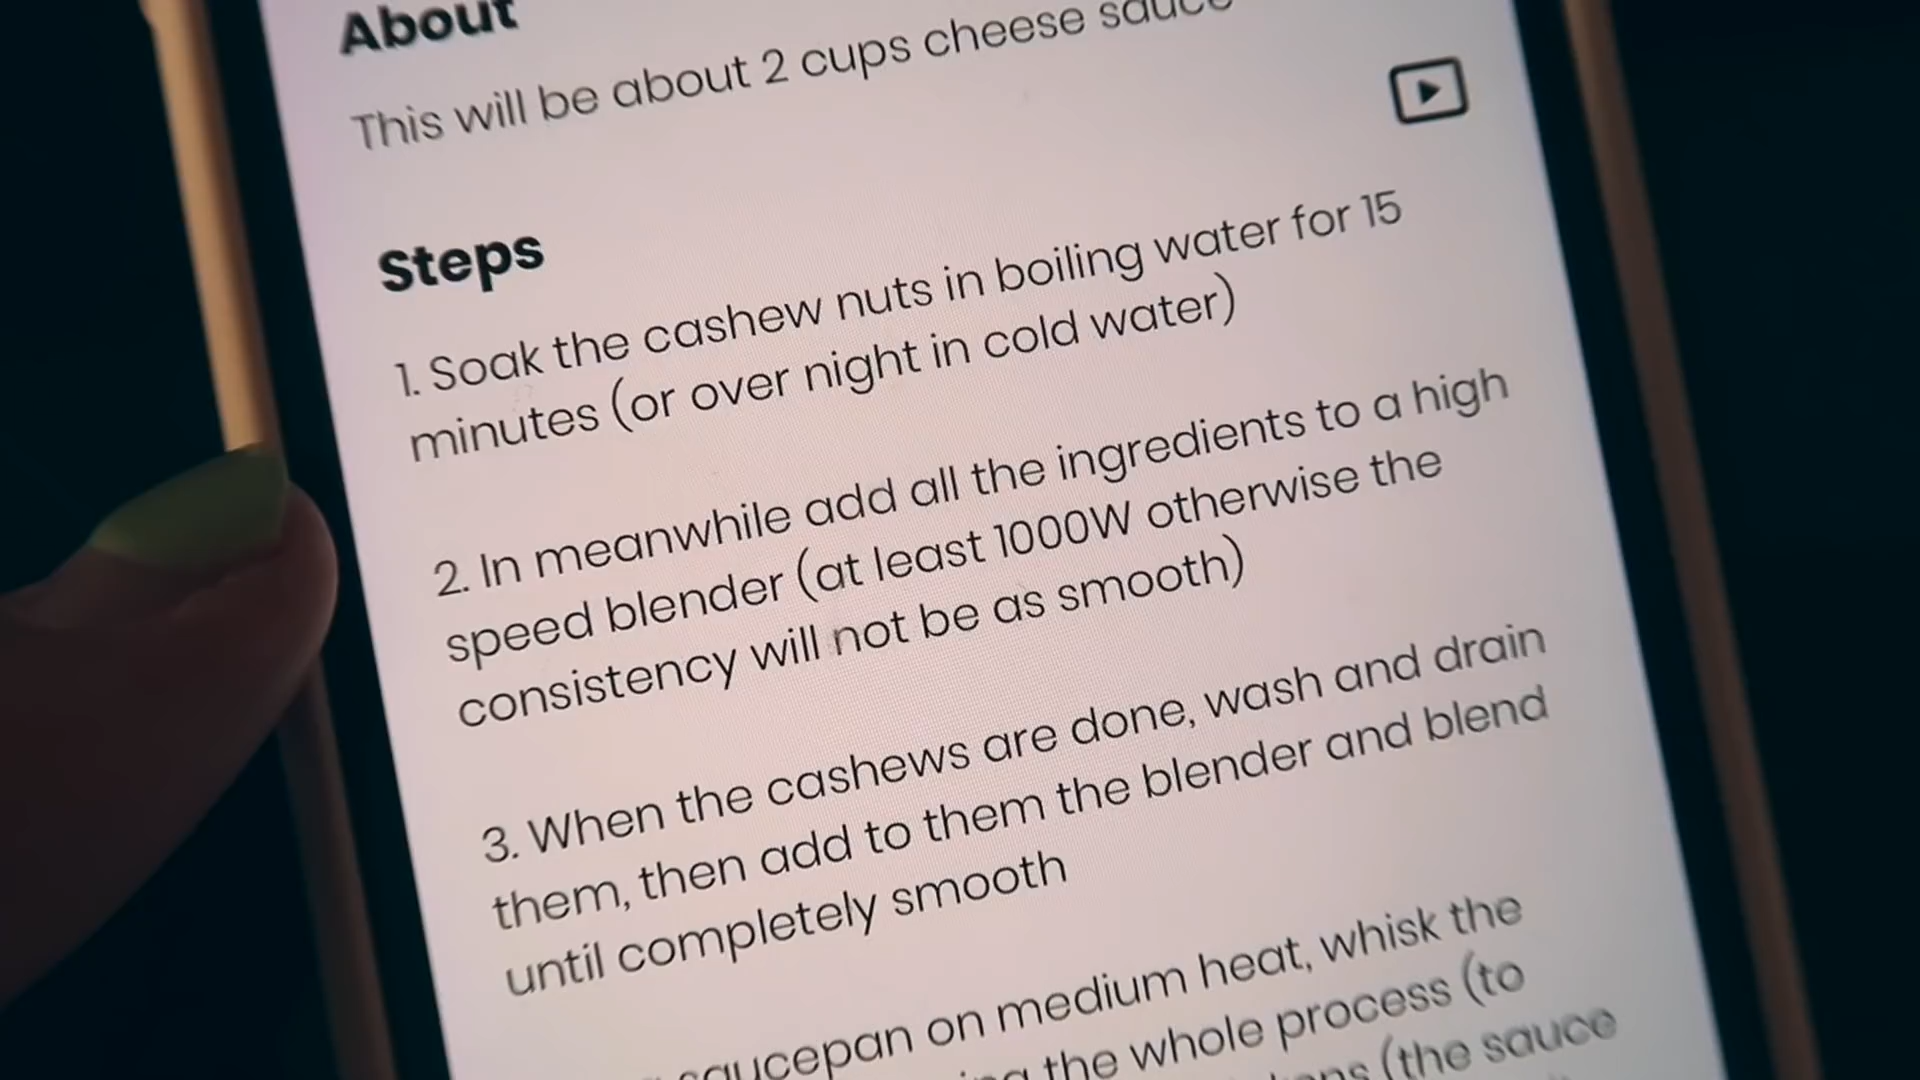 About
This will be about 2 cups cheese sauce
Steps
1. Soak the cashew nuts in boiling water for 15
minutes (or over night in cold water)
2. In meanwhile add all the ingredients to a high
speed blender (at least 1000W otherwise the
consistency will not be as smooth)
3. When the cashews are done, wash and drain
them, then add to them the blender and blend
until completely smooth
saucepan on medium heat, whisk the
the whole process (to
(the sauce